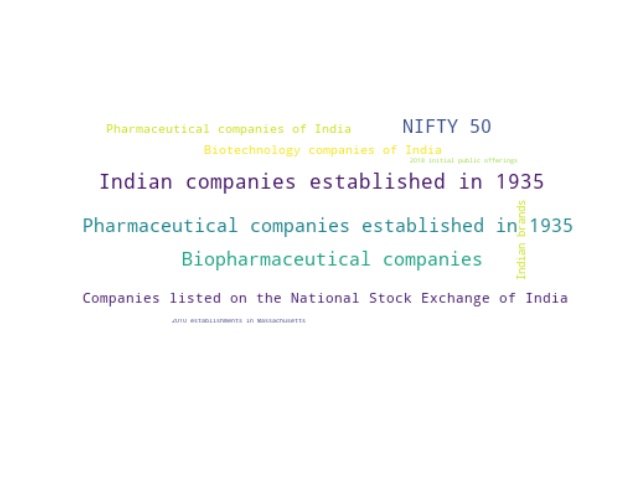 Pharmaceutical companies of India
NIFTY 50
Biotechnology companies of India
2018 initial public offerings
Indian companies established in 1935
Pharmaceutical companies established in 1935
Indian brands
Biopharmaceutical companies
Companies listed on the National Stock Exchange of India
2010 establishments in Massachusetts